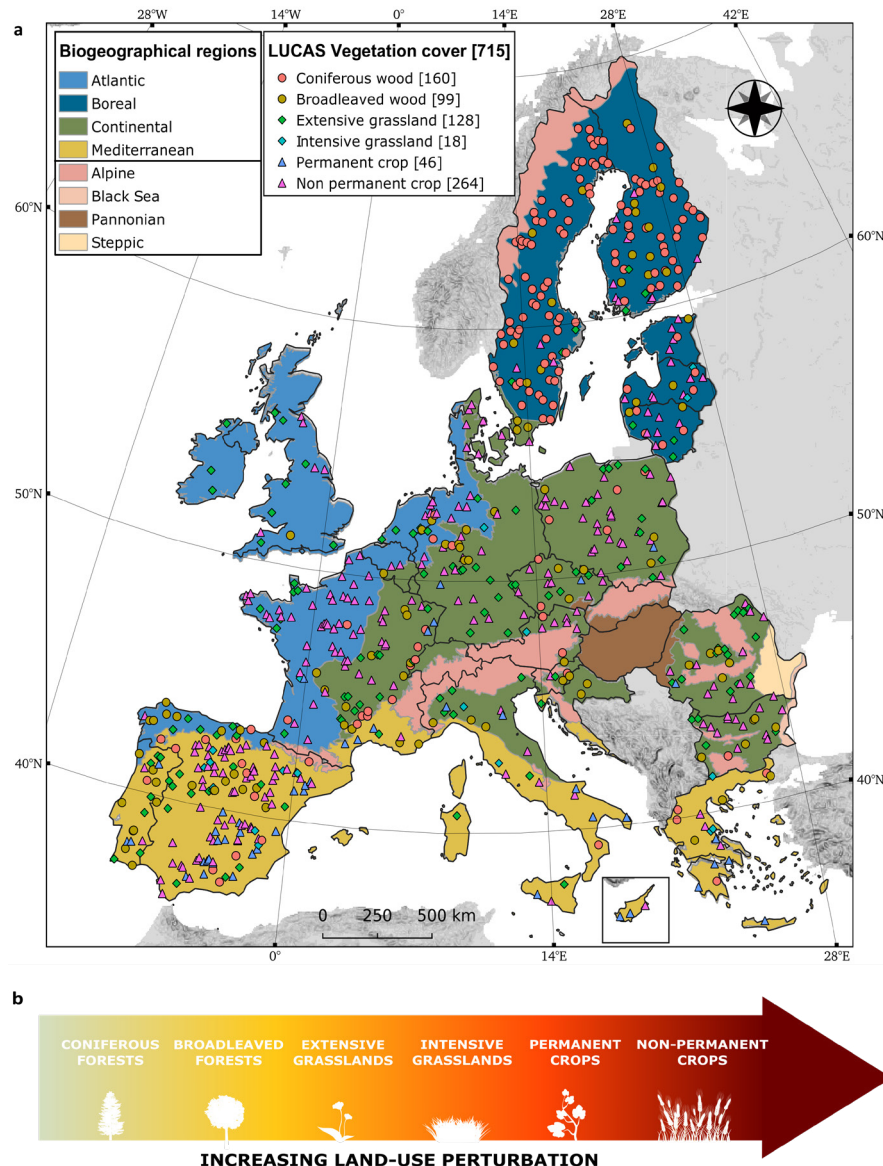 28°W 14°W 0° 14°E 28°E 42°E
a
Biogeographical regions
Atlantic
Boreal
Continental
Mediterranean
Alpine
Black Sea
Pannonian
Steppic
LUCAS Vegetation cover [715]
Coniferous wood [160]
Broadleaved wood [99]
Extensive grassland [128]
Intensive grassland [18]
Permanent crop [46]
Non permanent crop [264]
60°N
60°N
50°N
50°N
40°N
40°N
0 250 500 km
0° 14°E 28°E
b
CONIFEROUS
FORESTS
BROADLEAVED
FORESTS
EXTENSIVE
GRASSLANDS
INTENSIVE
GRASSLANDS
PERMANENT
CROPS
NON-PERMANENT
CROPS
INCREASING LAND-USE PERTURBATION